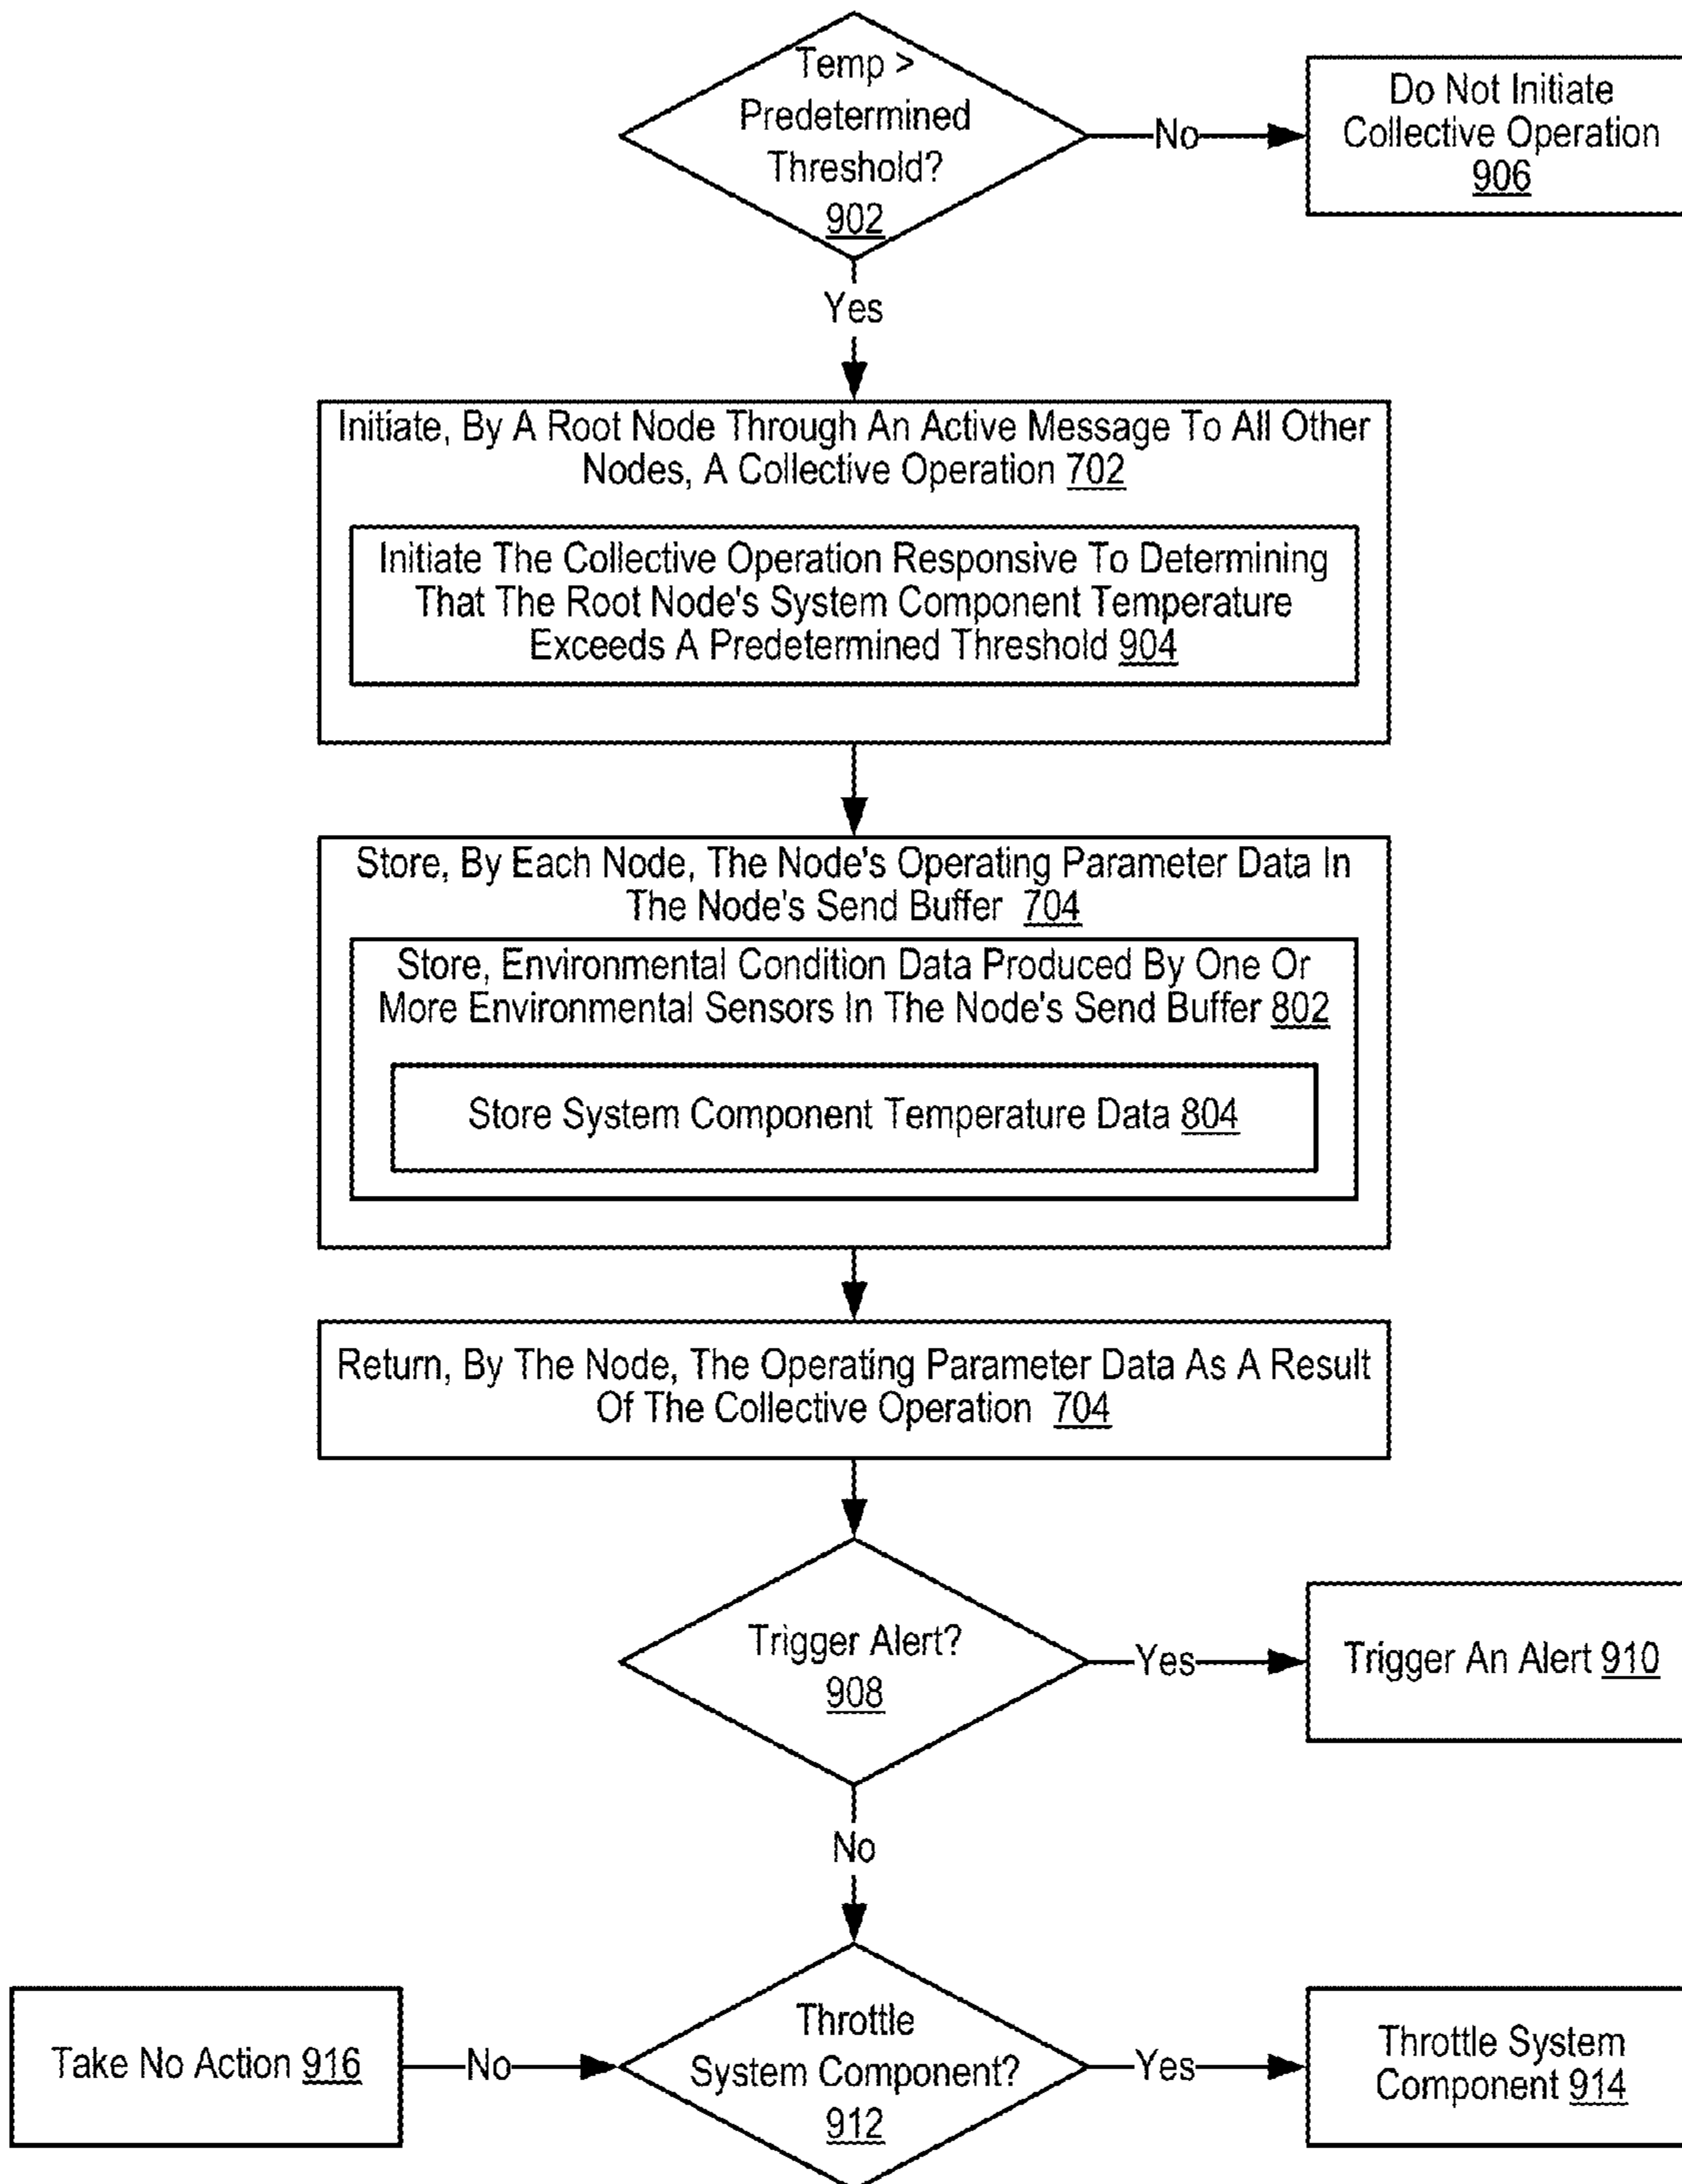 Temp >
Predetermined
Threshold?
902
No
Do Not Initiate
Collective Operation
906
Yes
Initiate, By A Root Node Through An Active Message To All Other
Nodes, A Collective Operation 702
Initiate The Collective Operation Responsive To Determining
That The Root Node's System Component Temperature
Exceeds A Predetermined Threshold 904
Store, By Each Node, The Node's Operating Parameter Data In
The Node's Send Buffer 704
Store, Environmental Condition Data Produced By One Or
More Environmental Sensors In The Node's Send Buffer 802
Store System Component Temperature Data 804
Return, By The Node, The Operating Parameter Data As A Result
Of The Collective Operation 704
Trigger Alert?
908
Yes
Trigger An Alert 910
No
Take No Action 916
No
Throttle
System Component?
912
Yes
Throttle System
Component 914